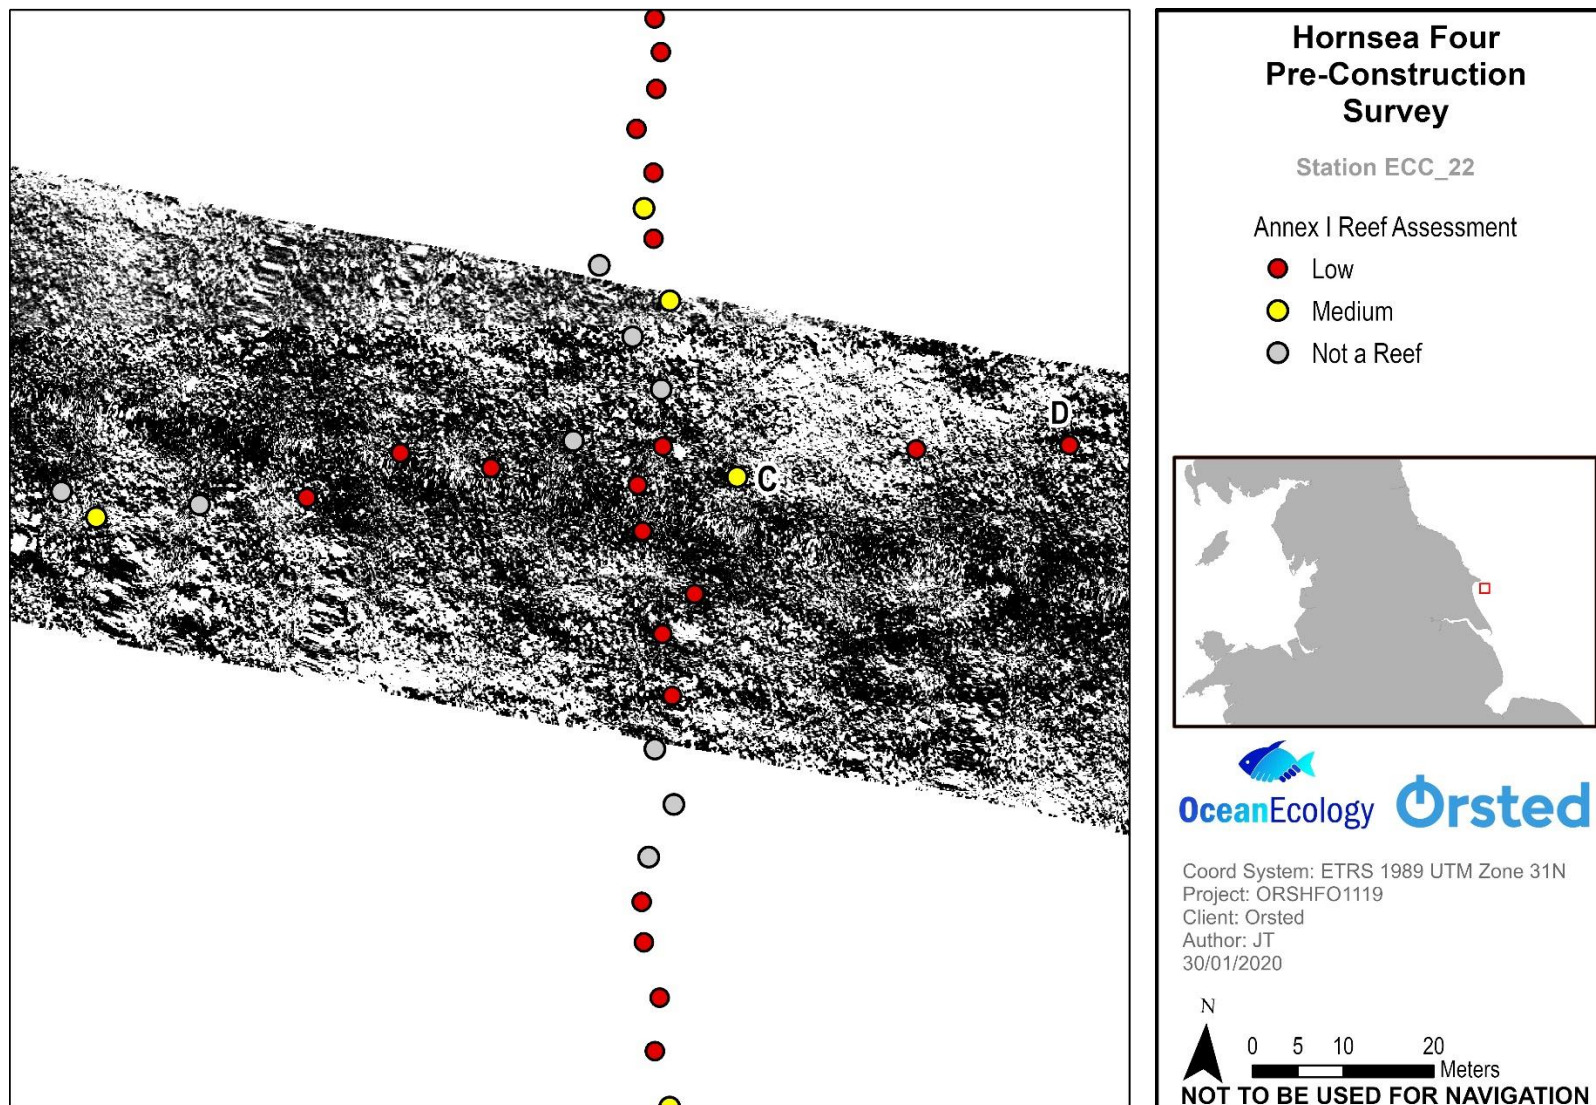 Hornsea Four
Pre-Construction
Survey
Station ECC_22
Annex I Reef Assessment
Low
Medium
Not a Reef
D
C
OceanEcology
Orsted
Coord System: ETRS 1989 UTM Zone 31N
Project: ORSHFO1119
Client: Orsted
Author: JT
30/01/2020
N
0 5 10 20
Meters
NOT TO BE USED FOR NAVIGATION